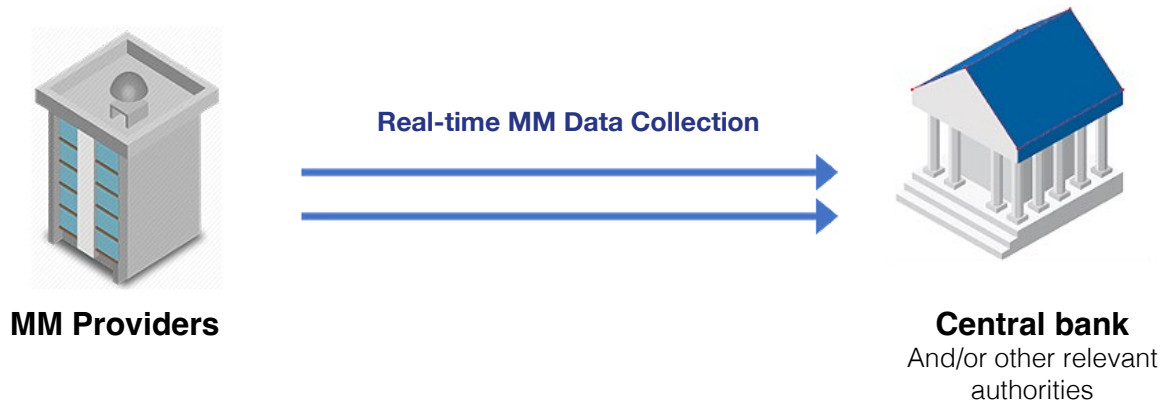 Real-time MM Data Collection
MM Providers
Central bank
And/or other relevant
authorities